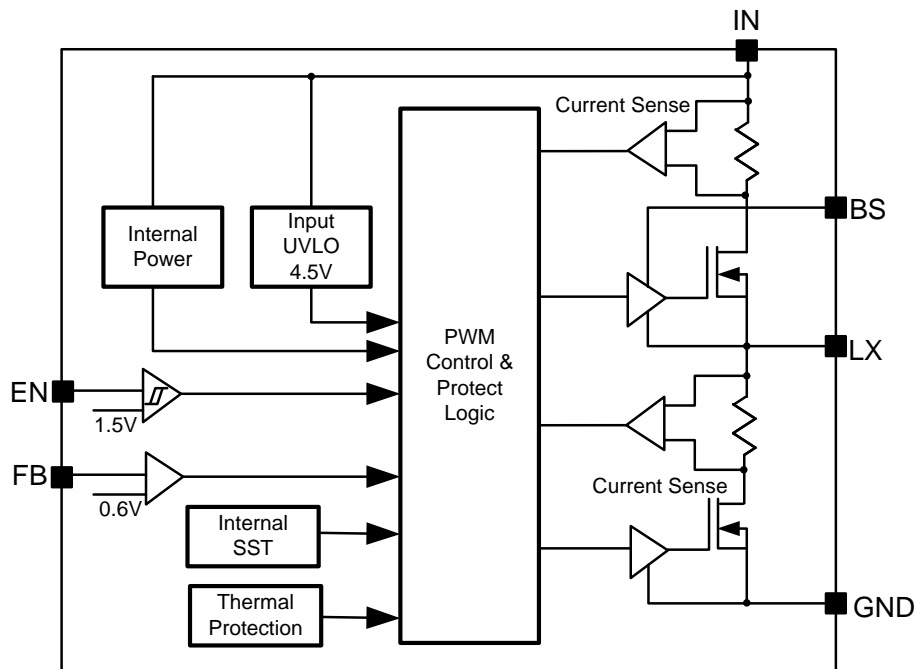 IN
Current Sense
BS
Internal
Power
Input
UVLO
4.5V
PWM
Control &
Protect
Logic
LX
EN
1.5V
FB
0.6V
Current Sense
Internal
SST
Thermal
Protection
GND